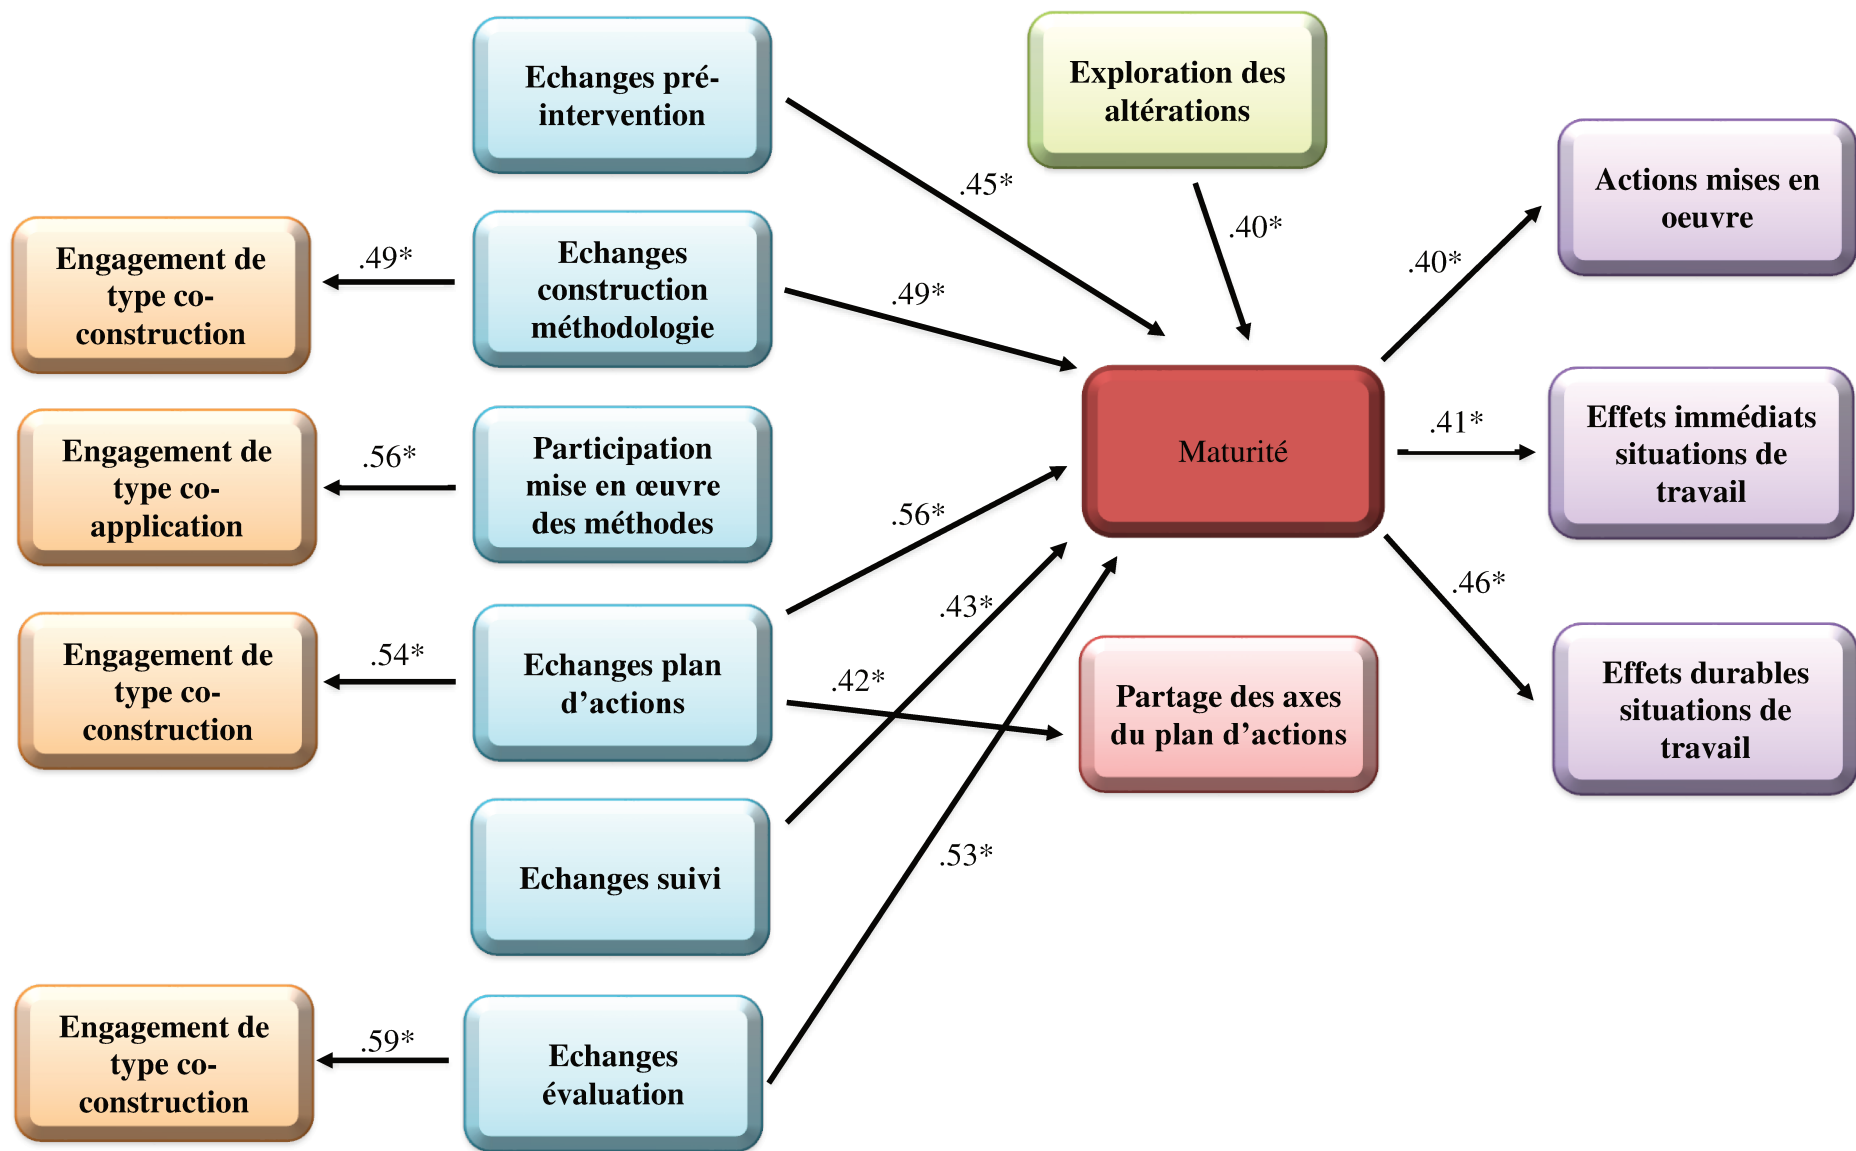 Echanges pré-
intervention
Exploration des
altérations
Actions mises en
oeuvre
.45*
.40*
.40*
Engagement de
type co-
construction
.49*
Echanges
construction
méthodologie
.49*
Maturité
.41*
Effets immédiats
situations de
travail
Engagement de
type co-
application
.56*
Participation
mise en œuvre
des méthodes
.56*
.43*
.46*
Engagement de
type co-
construction
.54*
Echanges plan
d’actions
.42*
Partage des axes
du plan d’actions
Effets durables
situations de
travail
Echanges suivi
.53*
Engagement de
type co-
construction
.59*
Echanges
évaluation